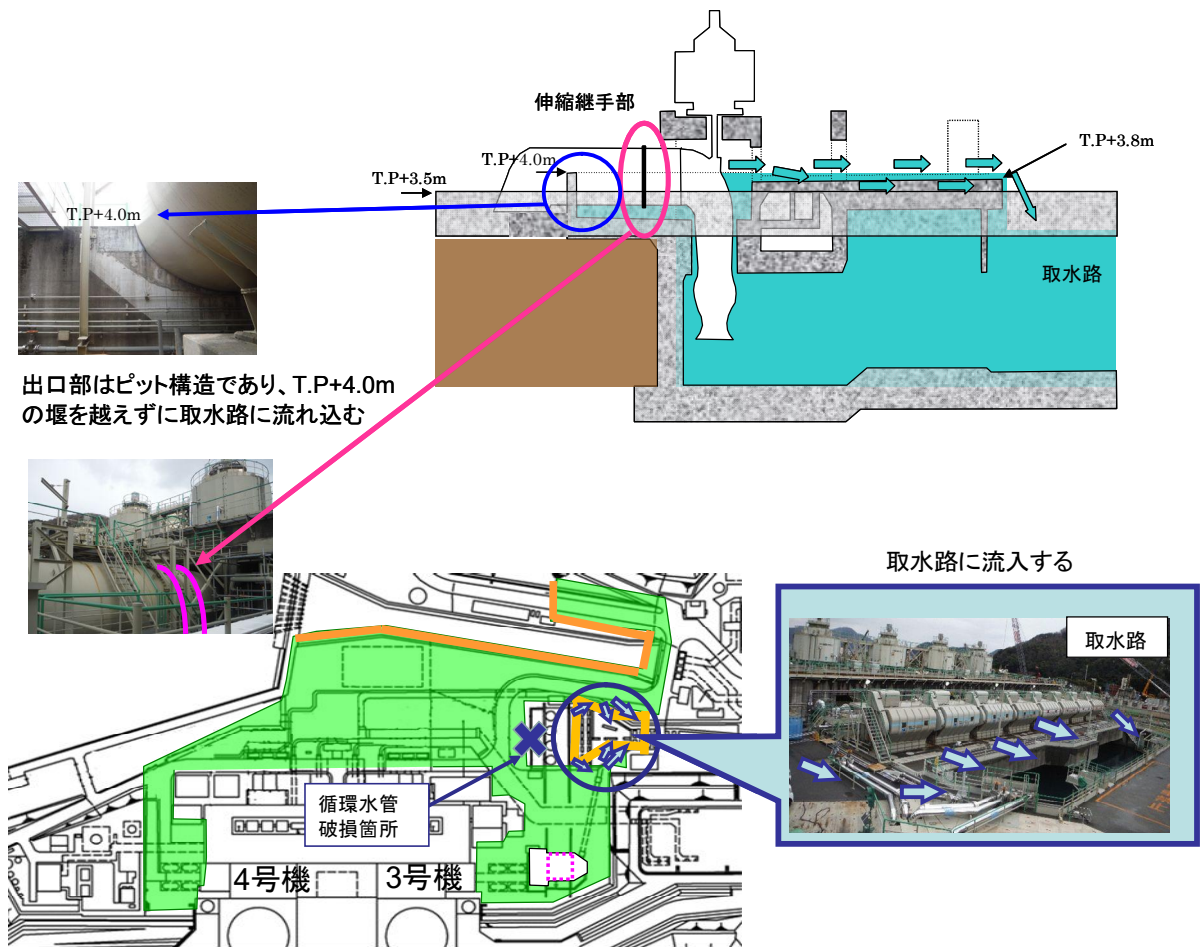 伸縮継手部
T.P+4.0m
T.P+3.8m
T.P+3.5m
T.P+4.0m
取水路
出口部はピット構造であり、T.P+4.0m
の堰を越えずに取水路に流れ込む
取水路に流入する
取水路
循環水管
破損箇所
4号機
3号機